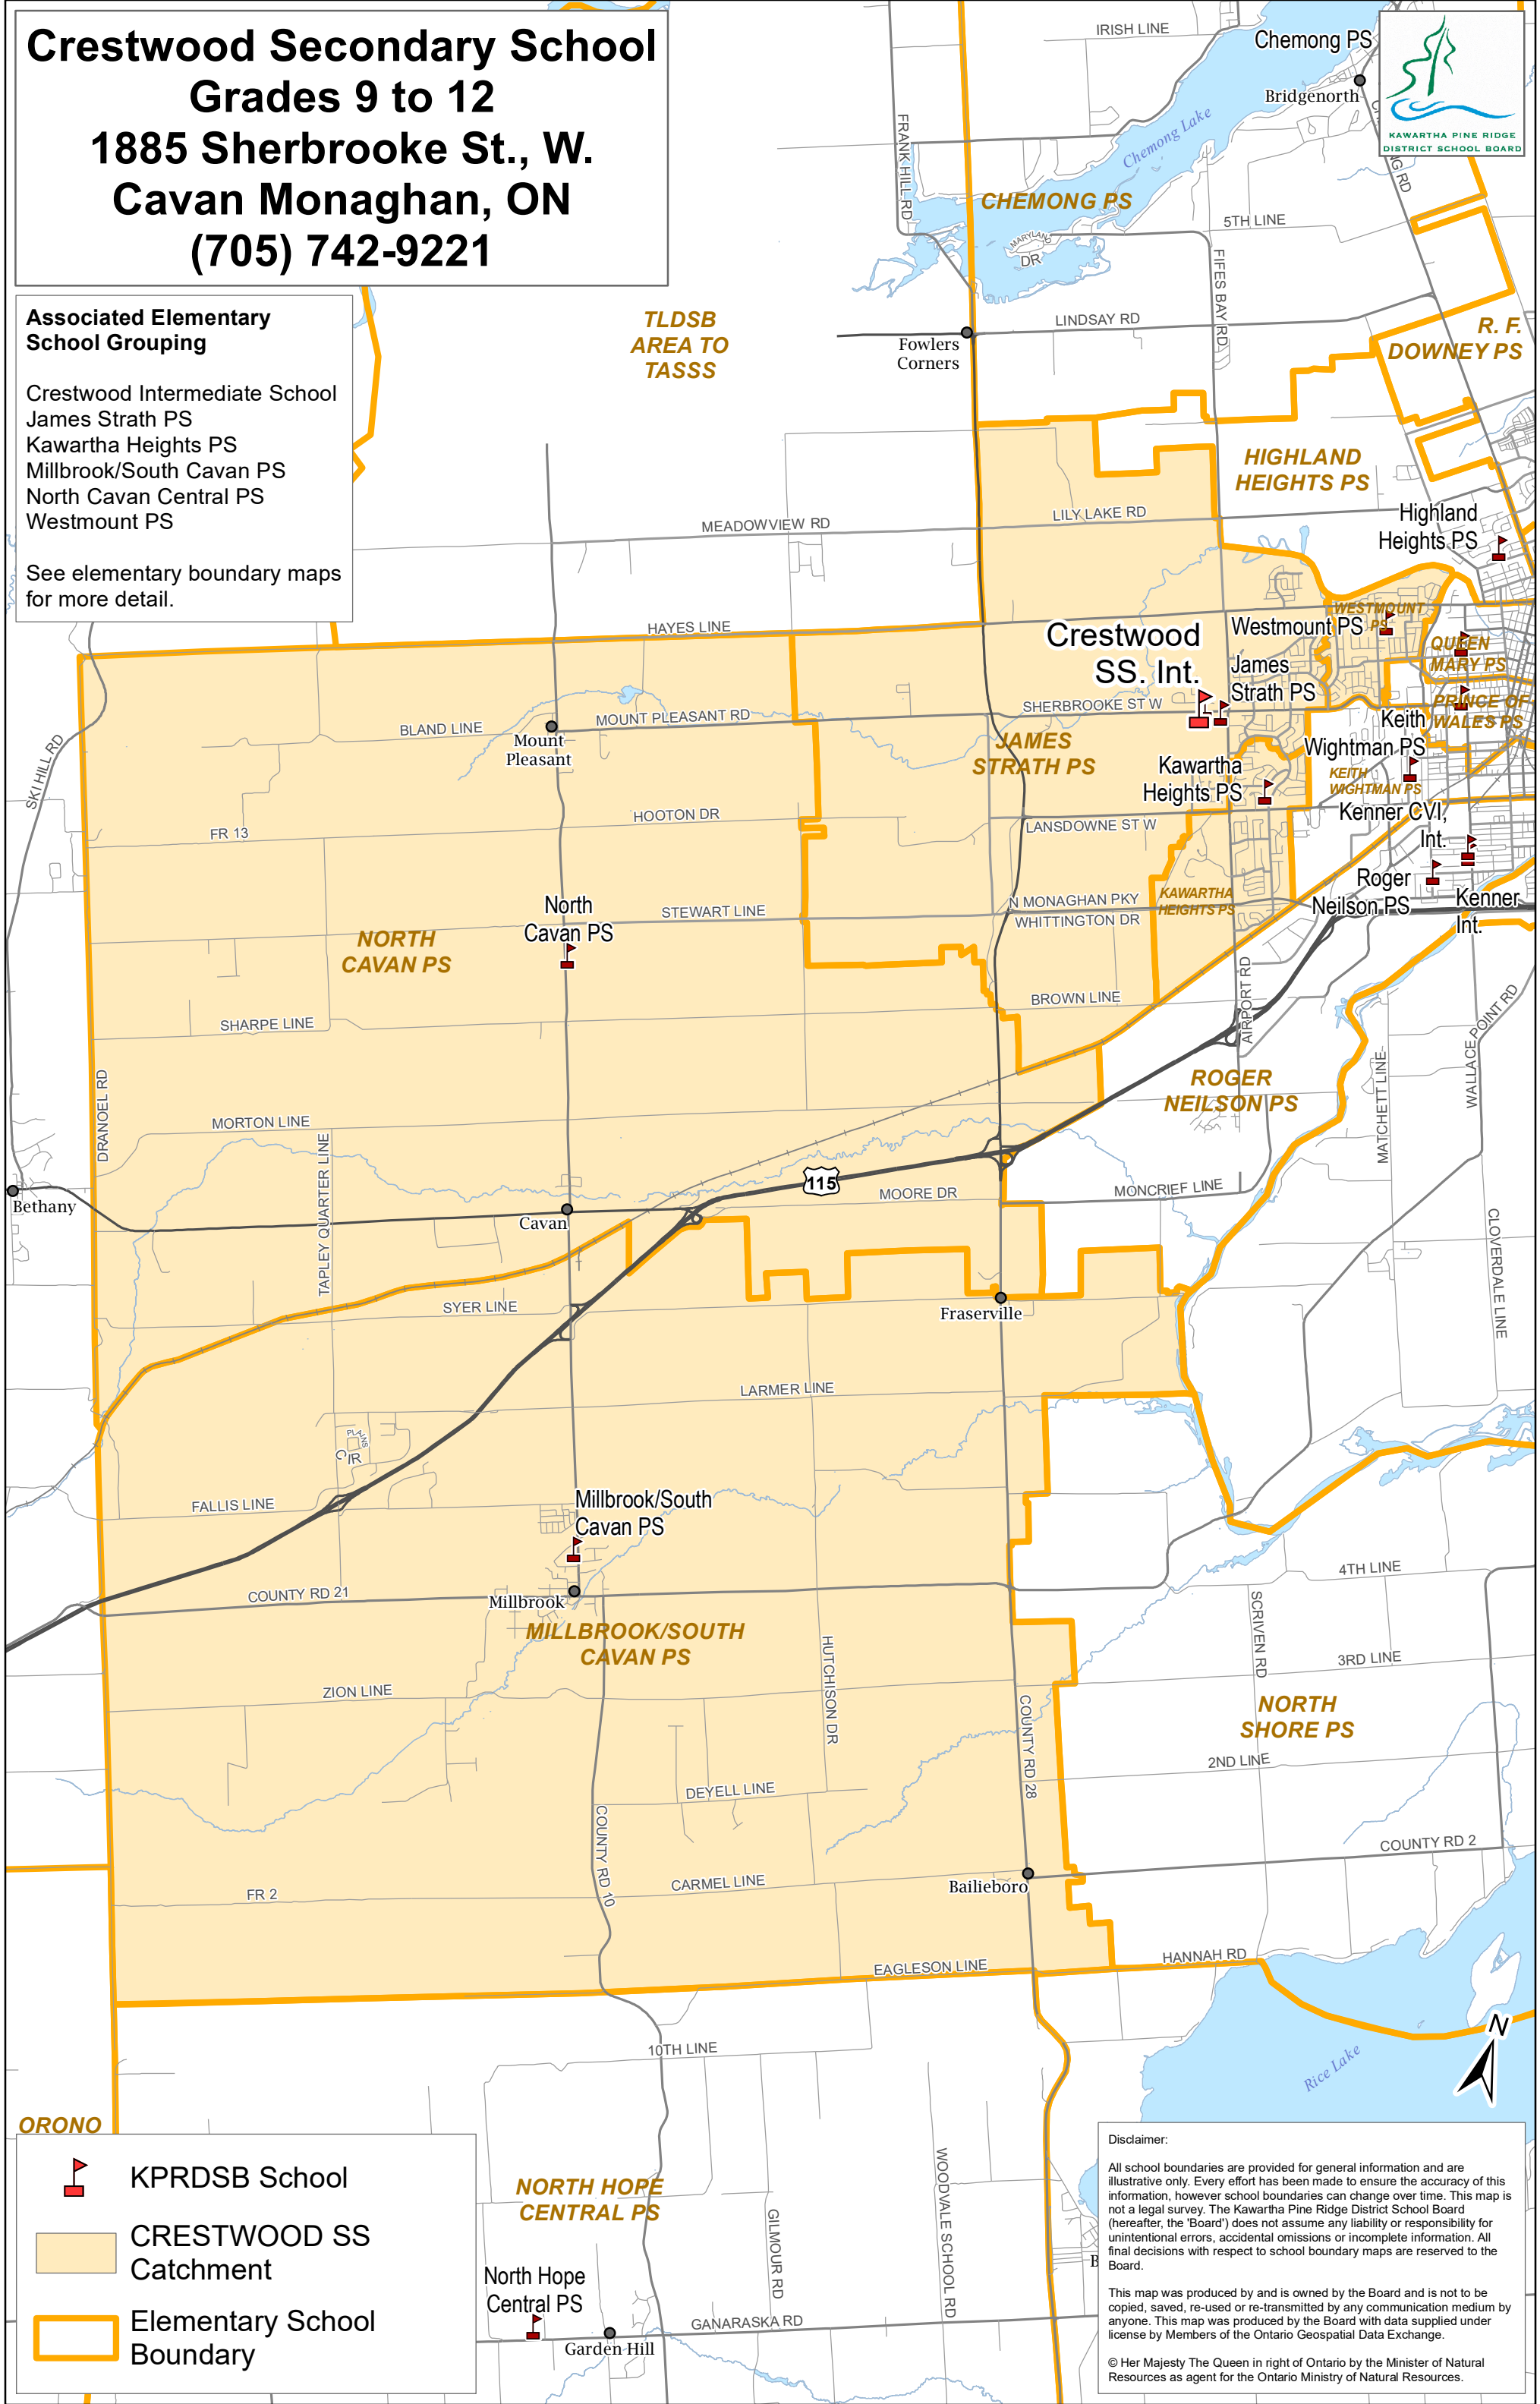 Crestwood Secondary School
Grades 9 to 12
1885 Sherbrooke St., W.
Cavan Monaghan, ON
(705) 742-9221
Associated Elementary
School Grouping
Crestwood Intermediate School
James Strath PS
Kawartha Heights PS
Millbrook/South Cavan PS
North Cavan Central PS
Westmount PS
See elementary boundary maps
for more detail.
KAWARTHA PINE RIDGE
DISTRICT SCHOOL BOARD
IRISH LINE
Chemong PS
Bridgenorth
FRANK HILL RD
Chemong Lake
CHEMONG PS
NG RD
5TH LINE
MARYLAND
DR
FIFES BAY RD
TLDSB
AREA TO
TASSS
LINDSAY RD
Fowlers
Corners
R. F.
DOWNEY PS
HIGHLAND
HEIGHTS PS
Highland
Heights PS
LILY LAKE RD
MEADOWVIEW RD
HAYES LINE
Crestwood
SS. Int.
WESTMOUNT
PS
Westmount PS
QUEEN
MARY PS
James
Strath PS
PRINCE OF
WALES PS
SHERBROOKE ST W
MOUNT PLEASANT RD
BLAND LINE
Mount
Pleasant
SKI HILL RD
JAMES
STRATH PS
Keith
Wightman PS
Kawartha
Heights PS
KEITH
WIGHTMAN PS
HOOTON DR
FR 13
LANSDOWNE ST W
Kenner CVI,
Int.
Roger
Neilson PS
Kenner
Int.
KAWARTHA
HEIGHTS PS
N MONAGHAN PKY
WHITTINGTON DR
STEWART LINE
North
Cavan PS
NORTH
CAVAN PS
BROWN LINE
AIRPORT RD
SHARPE LINE
WALLACE POINT RD
MATCHETT LINE
ROGER
NEILSON PS
DRANOEL RD
MORTON LINE
TAPLEY QUARTER LINE
115
MOORE DR
MONCRIEF LINE
Bethany
Cavan
CLOVERDALE LINE
SYER LINE
Fraserville
LARMER LINE
PLAINS
CIR
FALLIS LINE
Millbrook/South
Cavan PS
4TH LINE
COUNTY RD 21
Millbrook
MILLBROOK/SOUTH
CAVAN PS
HUTCHISON DR
SCRIVEN RD
3RD LINE
ZION LINE
COUNTY RD 28
NORTH
SHORE PS
2ND LINE
DEYELL LINE
COUNTY RD 10
COUNTY RD 2
CARMEL LINE
FR 2
Bailieboro
EAGLESON LINE
HANNAH RD
10TH LINE
Rice Lake
N
ORONO
KPRDSB School
CRESTWOOD SS
Catchment
Elementary School
Boundary
NORTH HOPE
CENTRAL PS
GILMOUR RD
WOODVALE SCHOOL RD
North Hope
Central PS
GANARASKA RD
Garden Hill
B
Disclaimer:
All school boundaries are provided for general information and are
illustrative only. Every effort has been made to ensure the accuracy of this
information, however school boundaries can change over time. This map is
not a legal survey. The Kawartha Pine Ridge District School Board
(hereafter, the 'Board') does not assume any liability or responsibility for
unintentional errors, accidental omissions or incomplete information. All
final decisions with respect to school boundary maps are reserved to the
Board.
This map was produced by and is owned by the Board and is not to be
copied, saved, re-used or re-transmitted by any communication medium by
anyone. This map was produced by the Board with data supplied under
license by Members of the Ontario Geospatial Data Exchange.
© Her Majesty The Queen in right of Ontario by the Minister of Natural
Resources as agent for the Ontario Ministry of Natural Resources.